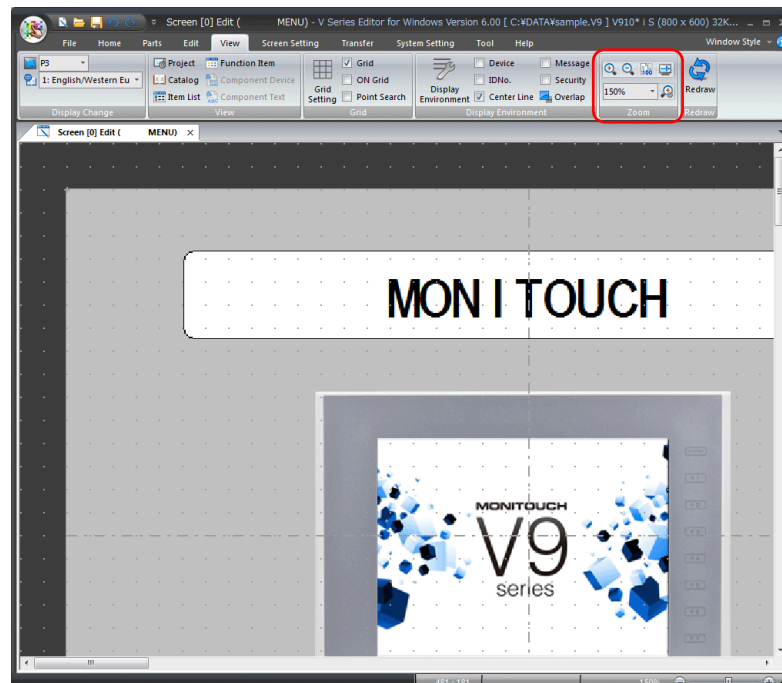 Screen [0] Edit ( MENU) - V Series Editor for Windows Version 6.00 [ C:¥DATA¥sample.V9 ] V910* i S (800 x 600) 32K...
File Home Parts Edit View Screen Setting Transfer System Setting Tool Help Window Style
P3
1: English/Western Eu
Display Change
Project Function Item
Catalog Component Device
Item List Component Text
View
Grid Setting
Grid
ON Grid
Point Search
Grid
Display Environment
Device Message
IDNo. Security
Center Line Overlap
Display Environment
100
150%
Zoom
Redraw
Redraw
Screen [0] Edit ( MENU)
MONITOUCH
MONITOUCH
V9
series
481 : 181 150%